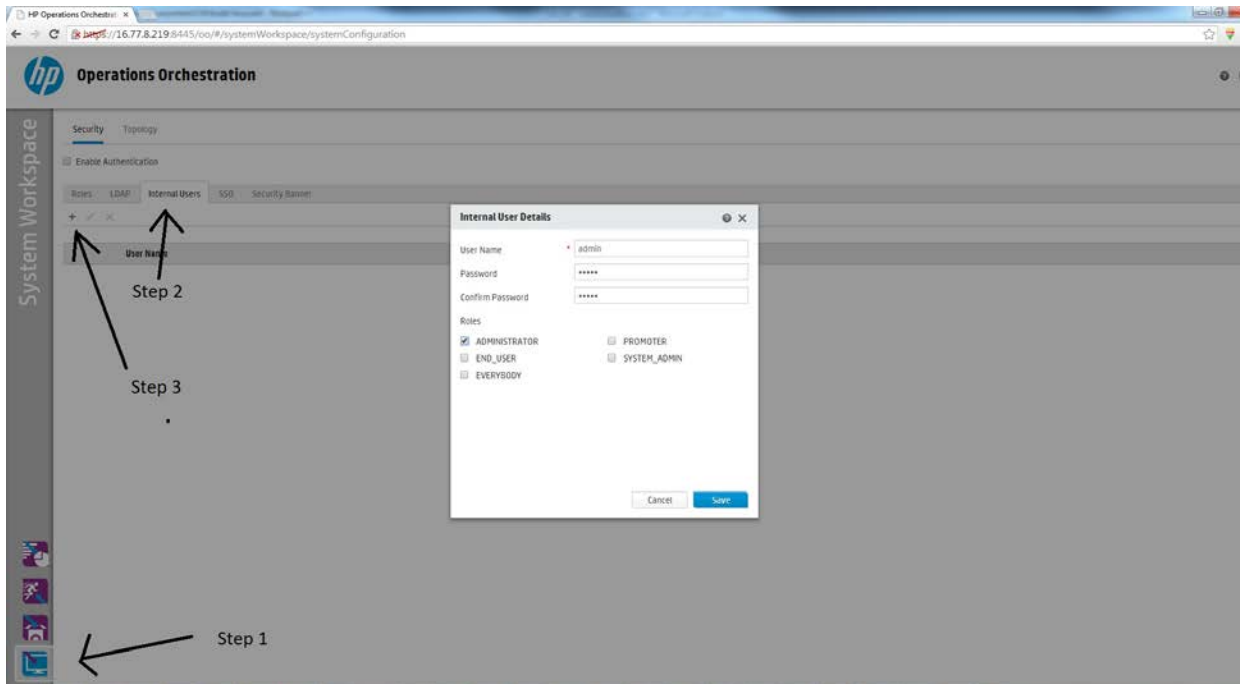 HP Operations Orchestrat
https://16.77.8.219:8445/oo/#/systemWorkspace/systemConfiguration
hp Operations Orchestration
System Workspace
Security Topology
Enable Authentication
Roles LDAP Internal Users SSO Security Banner
User Name
Step 2
Step 3
Step 1
Internal User Details
User Name * admin
Password •••••
Confirm Password •••••
Roles
ADMINISTRATOR PROMOTER
END_USER SYSTEM_ADMIN
EVERYBODY
Cancel Save